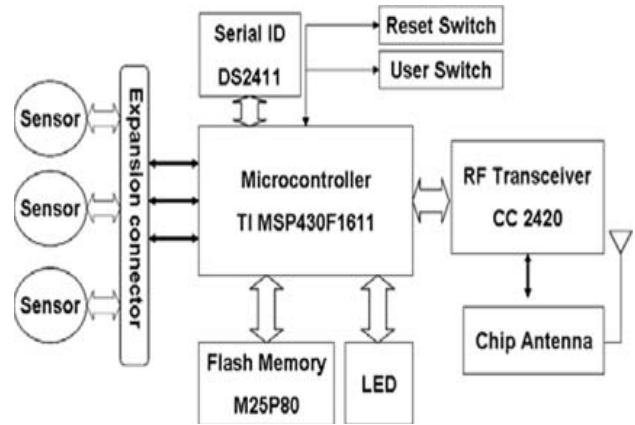 Serial ID
DS2411
Reset Switch
User Switch
Sensor
Sensor
Sensor
Expansion connector
Microcontroller
TI MSP430F1611
RF Transceiver
CC 2420
Chip Antenna
Flash Memory
M25P80
LED